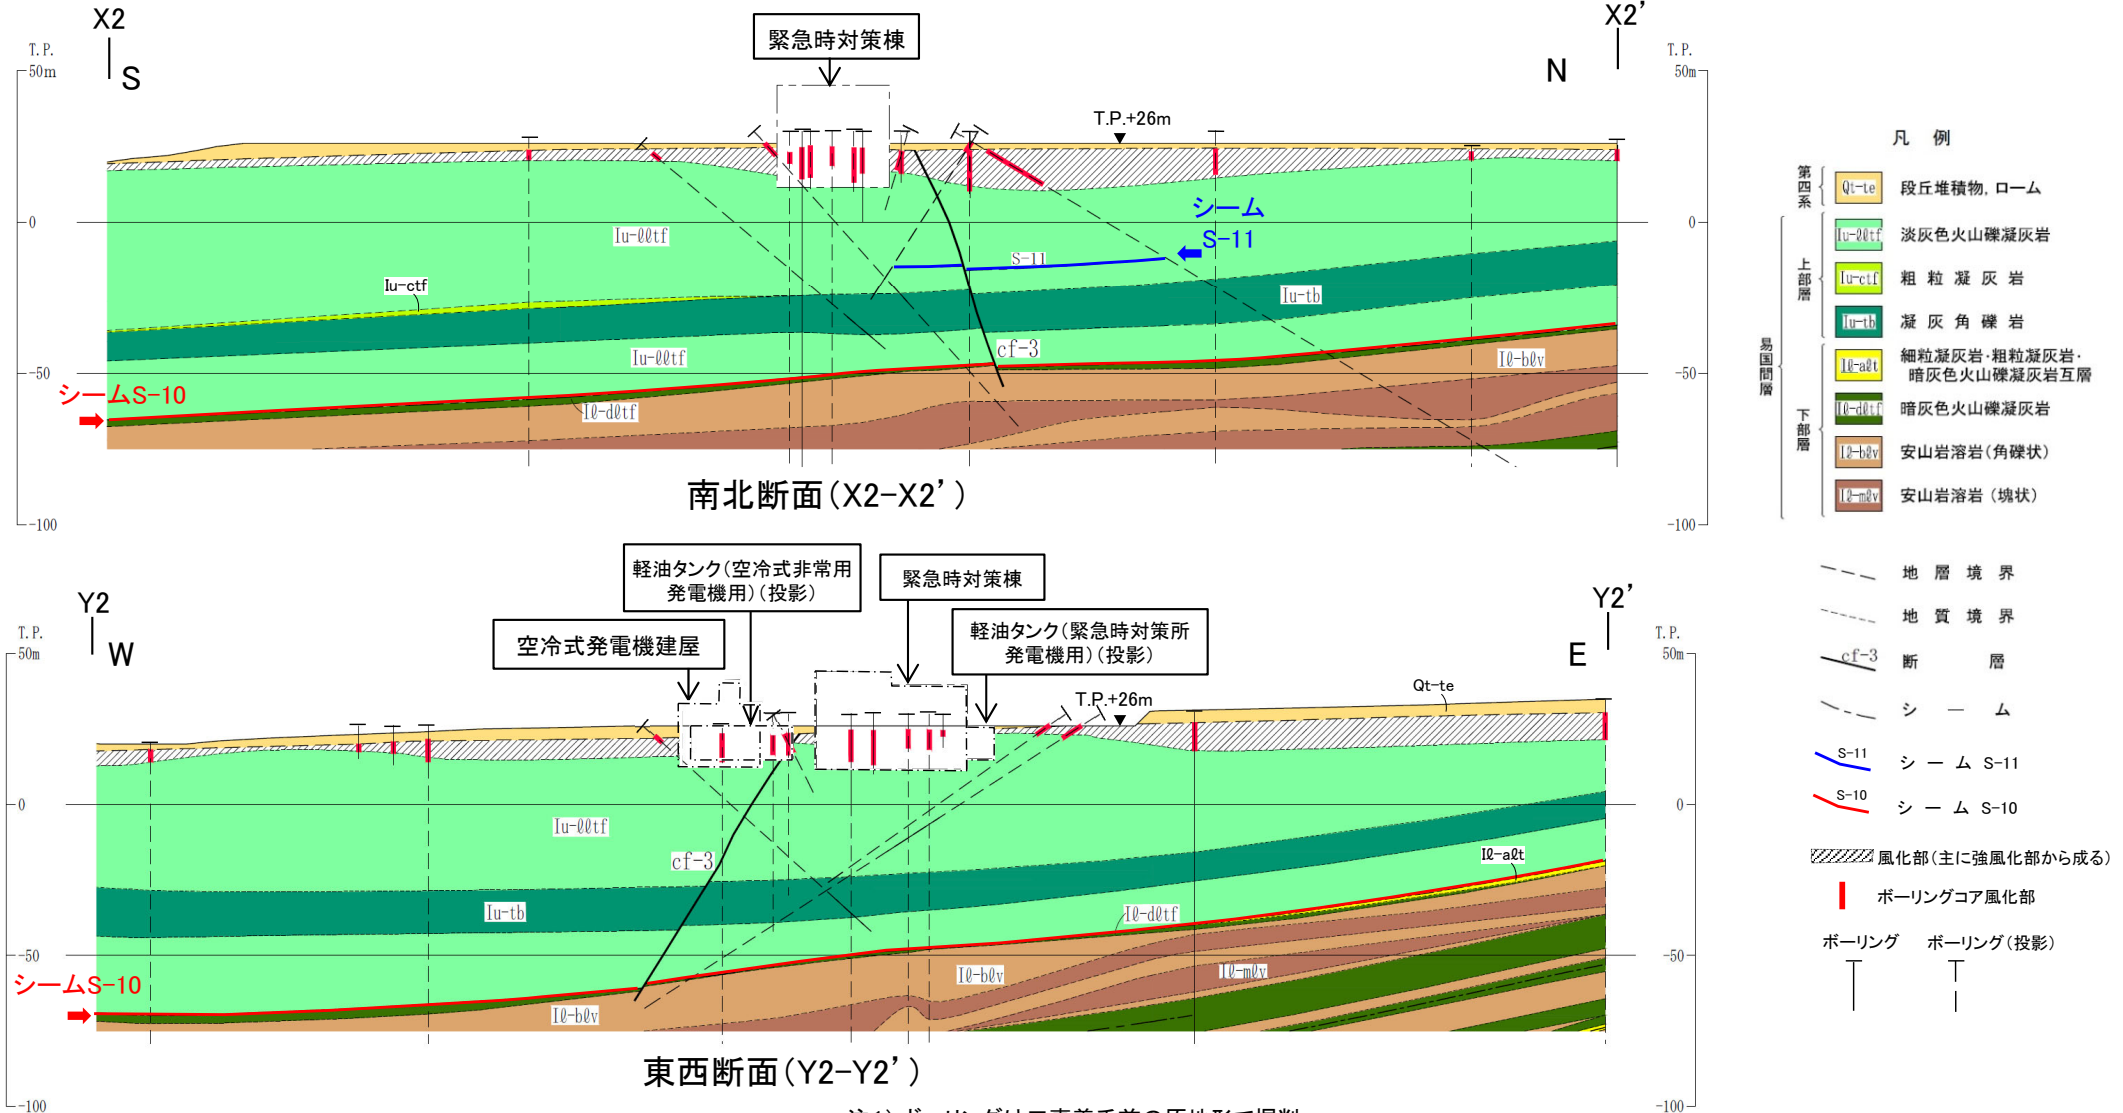 X2
X2’
T.P.
50m
S
緊急時対策棟
N
T.P.
50m
T.P.+26m
0
0
シーム
S-11
Iu-ℓℓtf
S-11
Iu-ctf
Iu-tb
Iu-ℓℓtf
cf-3
Iℓ-bℓv
-50
-50
シームS-10
Iℓ-dℓtf
南北断面(X2-X2’)
-100
-100
凡 例
第四系
Qt-te 段丘堆積物, ローム
易国間層
上部層
Iu-ℓℓtf 淡灰色火山礫凝灰岩
Iu-ctf 粗 粒 凝 灰 岩
Iu-tb 凝 灰 角 礫 岩
下部層
Iℓ-aℓt 細粒凝灰岩・粗粒凝灰岩・
暗灰色火山礫凝灰岩互層
Iℓ-dℓtf 暗灰色火山礫凝灰岩
Iℓ-bℓv 安山岩溶岩(角礫状)
Iℓ-mℓv 安山岩溶岩(塊状)
地 層 境 界
地 質 境 界
cf-3 断 層
シ ー ム
S-11 シ ー ム S-11
S-10 シ ー ム S-10
風化部(主に強風化部から成る)
ボーリングコア風化部
ボーリング ボーリング(投影)
Y2
Y2’
T.P.
50m
W
軽油タンク(空冷式非常用
発電機用)(投影)
緊急時対策棟
空冷式発電機建屋
軽油タンク(緊急時対策所
発電機用)(投影)
E
T.P.
50m
T.P.+26m
Qt-te
0
0
Iu-ℓℓtf
cf-3
Iℓ-aℓt
Iu-tb
Iℓ-dℓtf
-50
-50
シームS-10
Iℓ-bℓv
Iℓ-mℓv
Iℓ-bℓv
東西断面(Y2-Y2’)
-100
-100